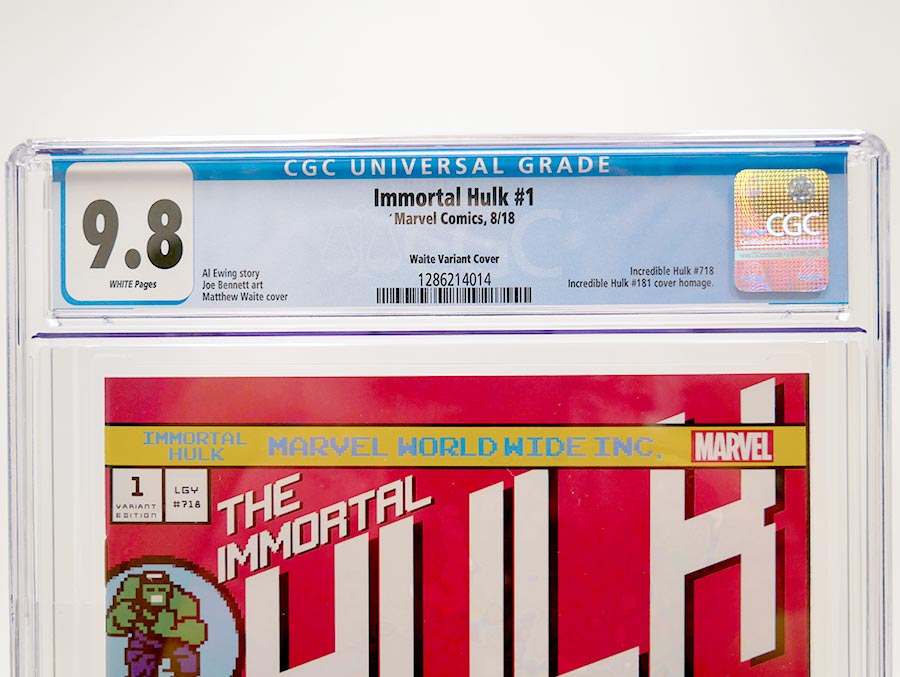 CGC UNIVERSAL GRADE
9.8
WHITE Pages
Immortal Hulk #1
Marvel Comics, 8/18
Waite Variant Cover
1286214014
Al Ewing story
Joe Bennett art
Matthew Waite cover
Incredible Hulk #718
Incredible Hulk #181 cover homage.
CGC
IMMORTAL
HULK
MARVEL WORLD WIDE INC.
MARVEL
1
VARIANT
EDITION
LGY
#718
THE
IMMORTAL
HULK